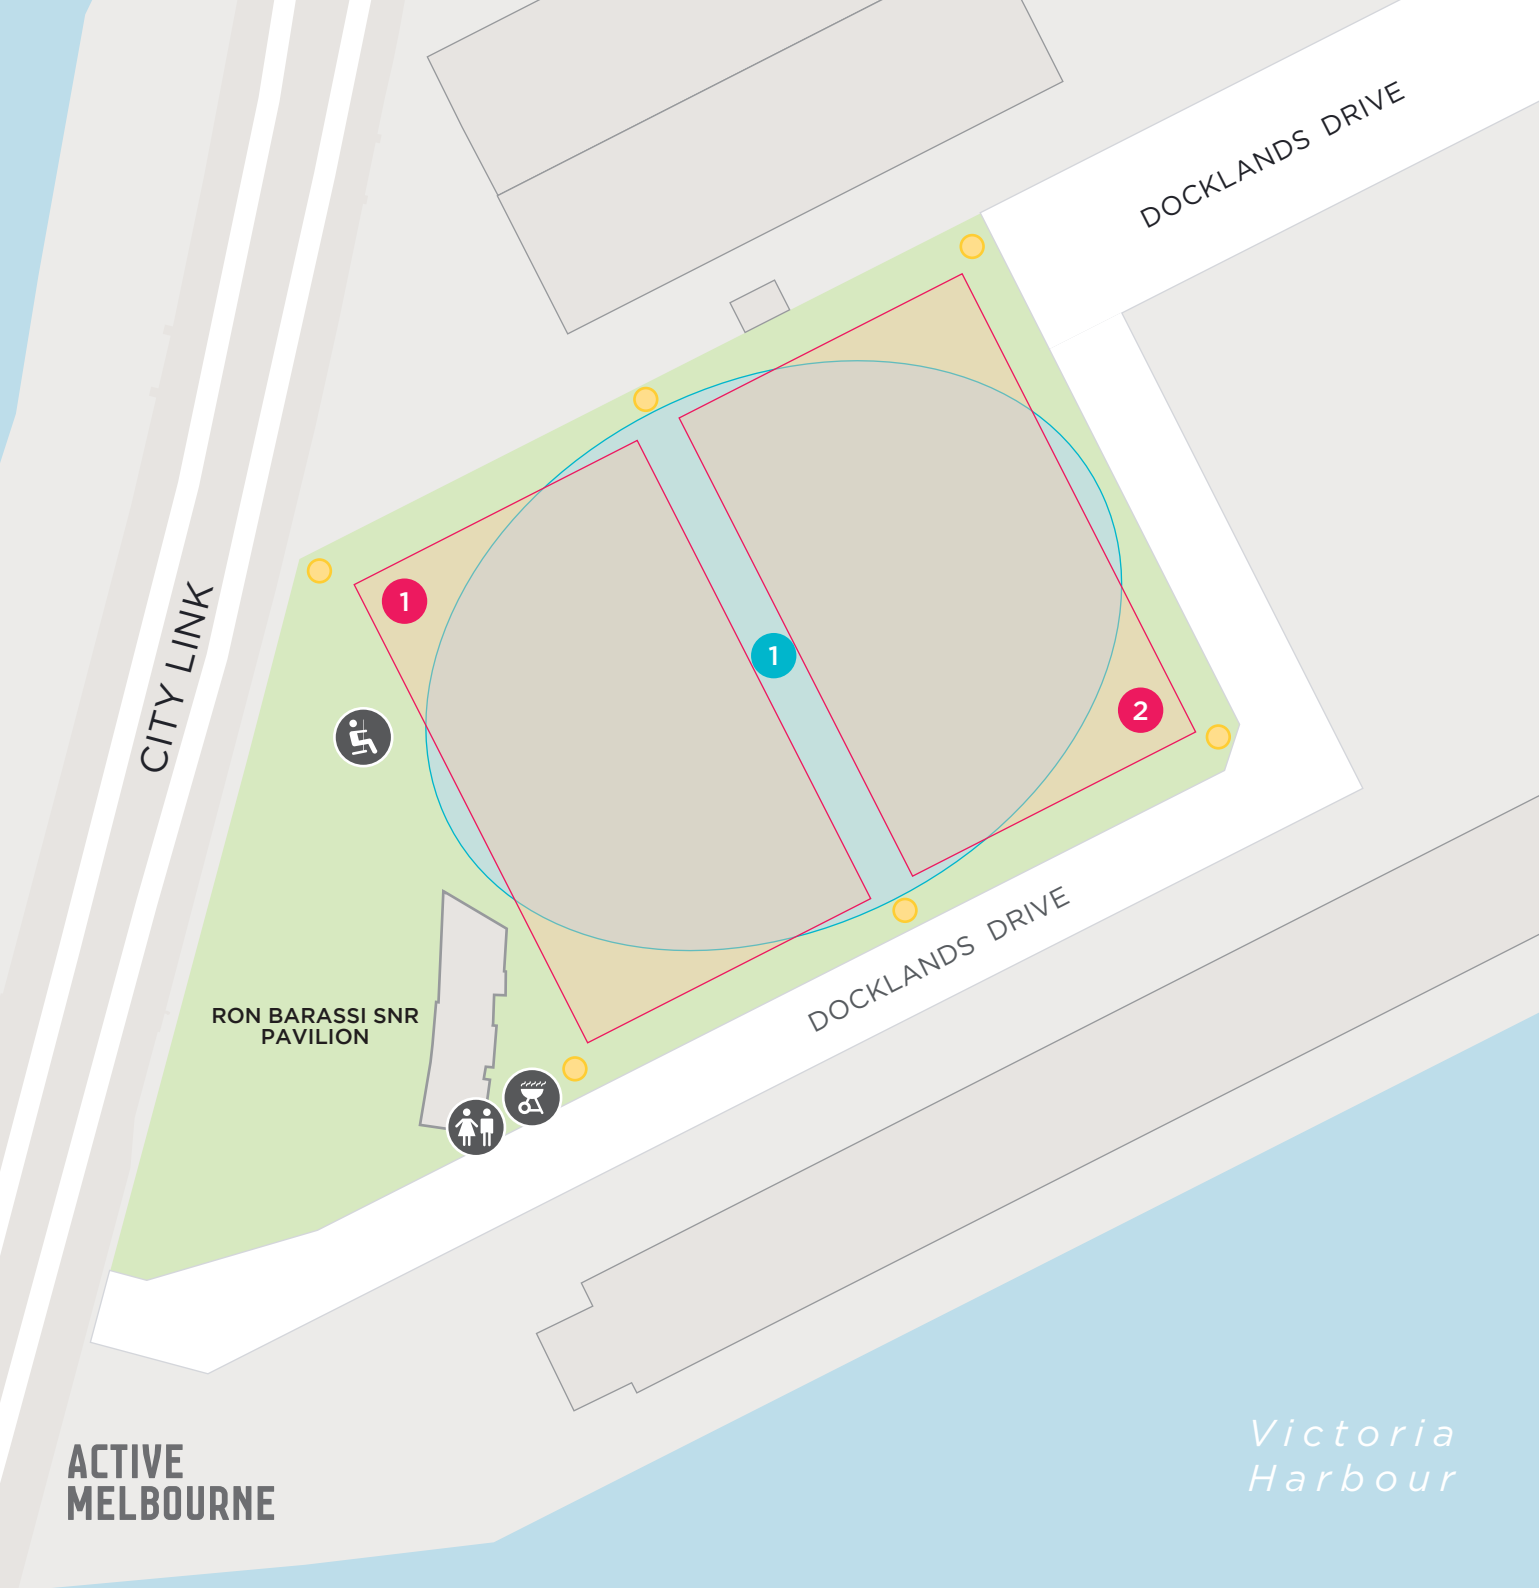 DOCKLANDS DRIVE
CITY LINK
1
1
2
DOCKLANDS DRIVE
RON BARASSI SNR
PAVILION
Victoria
Harbour
ACTIVE
MELBOURNE